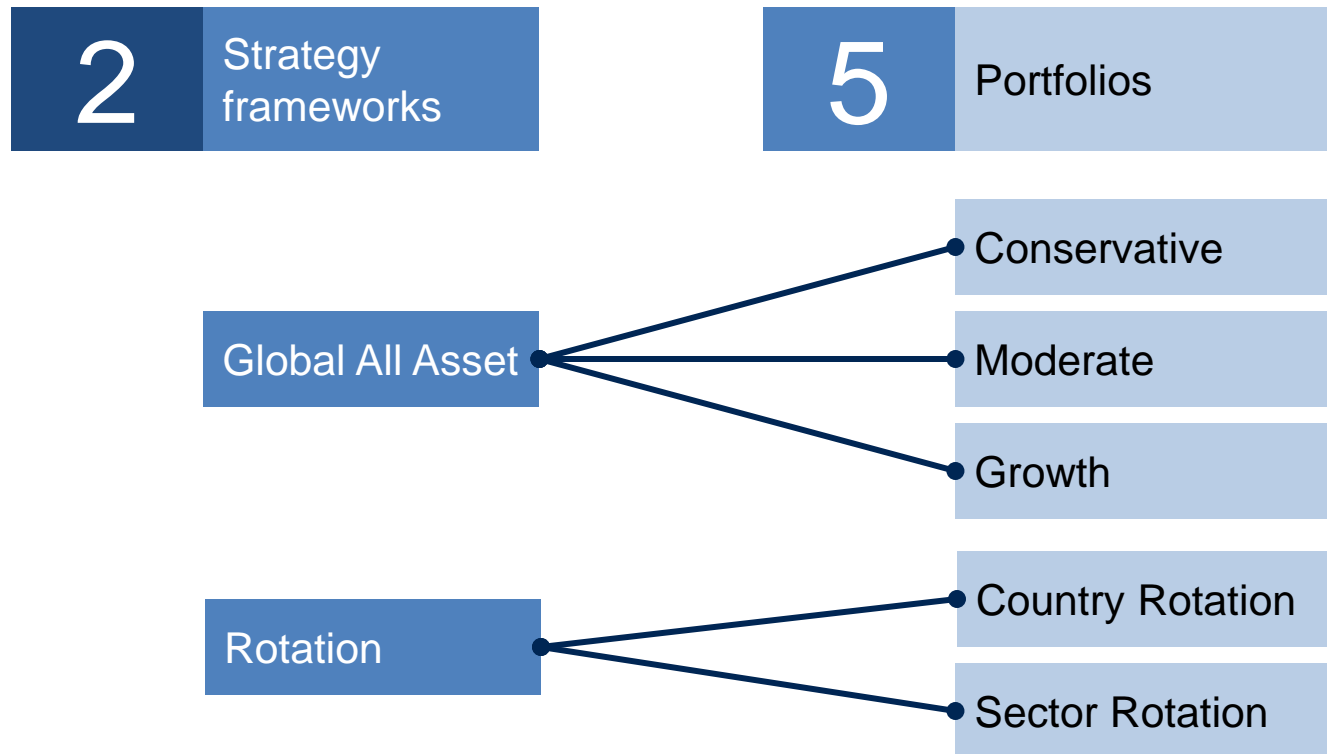 2
Strategy
frameworks
5
Portfolios
Global All Asset
Conservative
Moderate
Growth
Rotation
Country Rotation
Sector Rotation